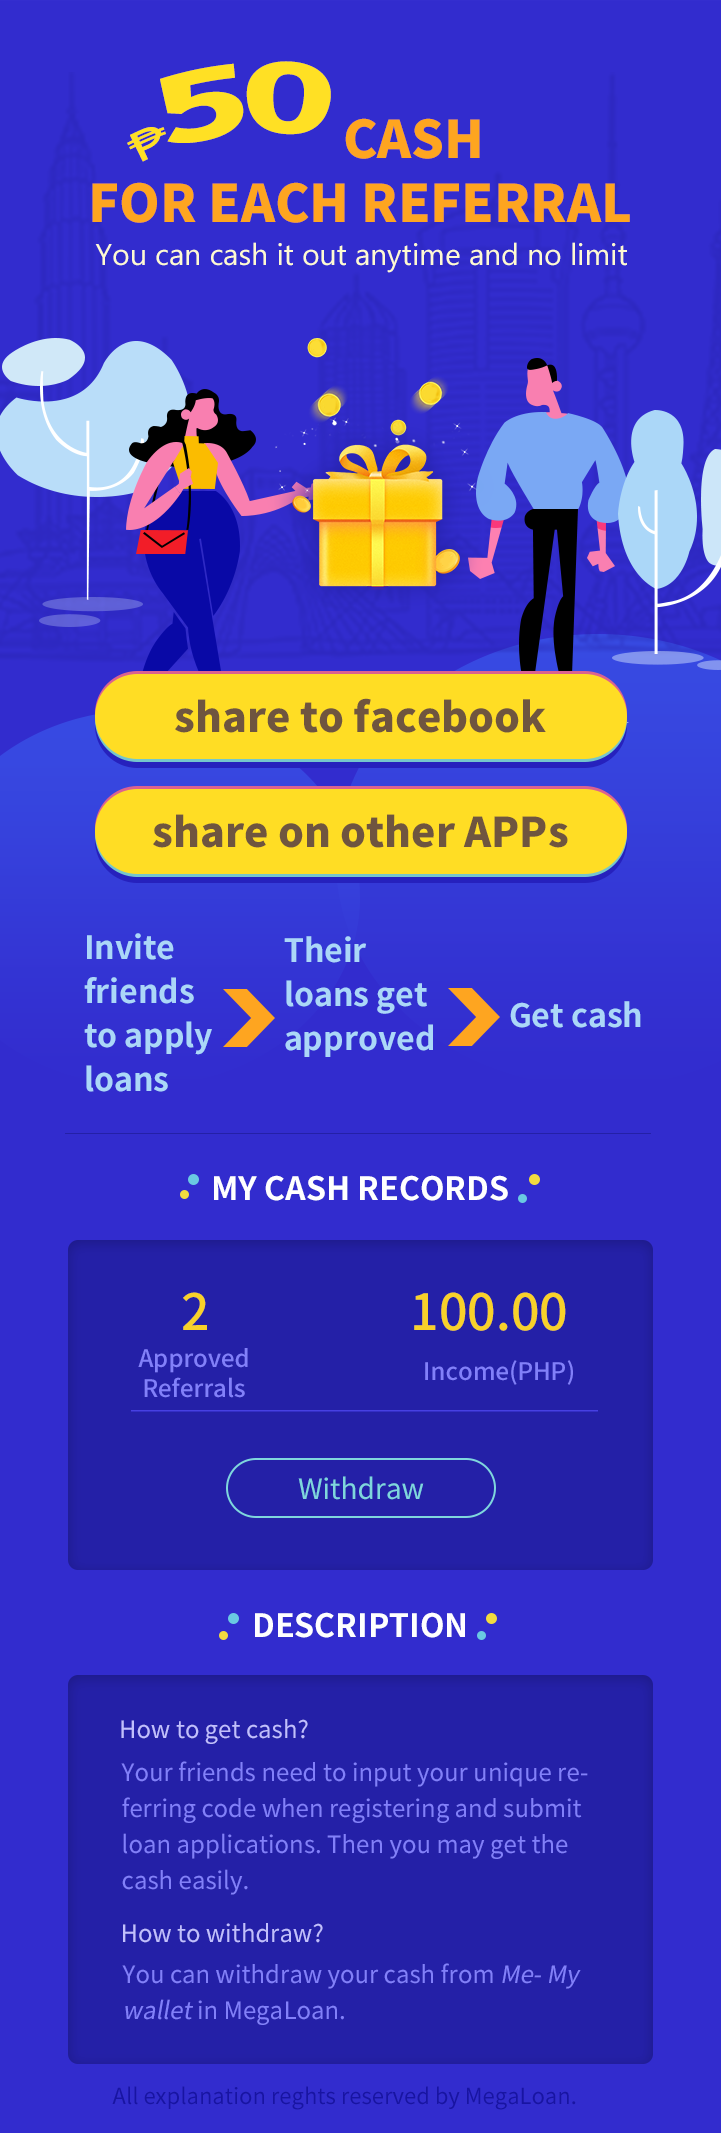 ₱50 CASH
FOR EACH REFERRAL
You can cash it out anytime and no limit
share to facebook
share on other APPs
Invite
friends
to apply
loans
Their
loans get
approved
Get cash
MY CASH RECORDS
2
Approved
Referrals
100.00
Income(PHP)
Withdraw
DESCRIPTION
How to get cash?
Your friends need to input your unique re-
ferring code when registering and submit
loan applications. Then you may get the
cash easily.
How to withdraw?
You can withdraw your cash from Me- My
wallet in MegaLoan.
All explanation reghts reserved by MegaLoan.